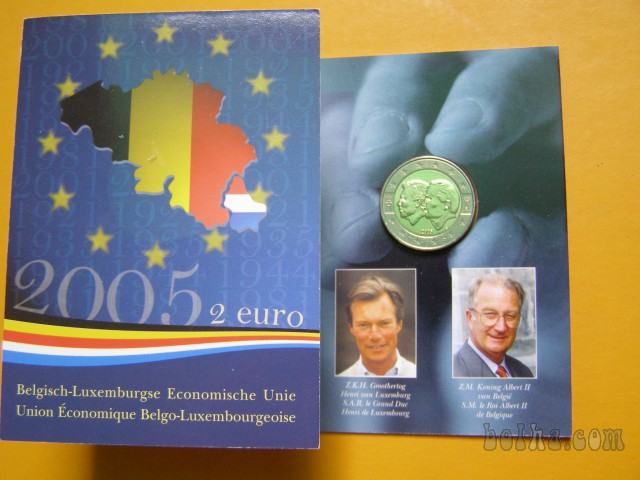 2005
2 euro
Belgisch-Luxemburgse Economische Unie
Union Économique Belgo-Luxembourgeoise
Z.K.H. Groothertog
Henri van Luxemburg
S.A.R. le Grand Duc
Henri de Luxembourg
Z.M. Koning Albert II
van België
S.M. le Roi Albert II
de Belgique
bolha.com